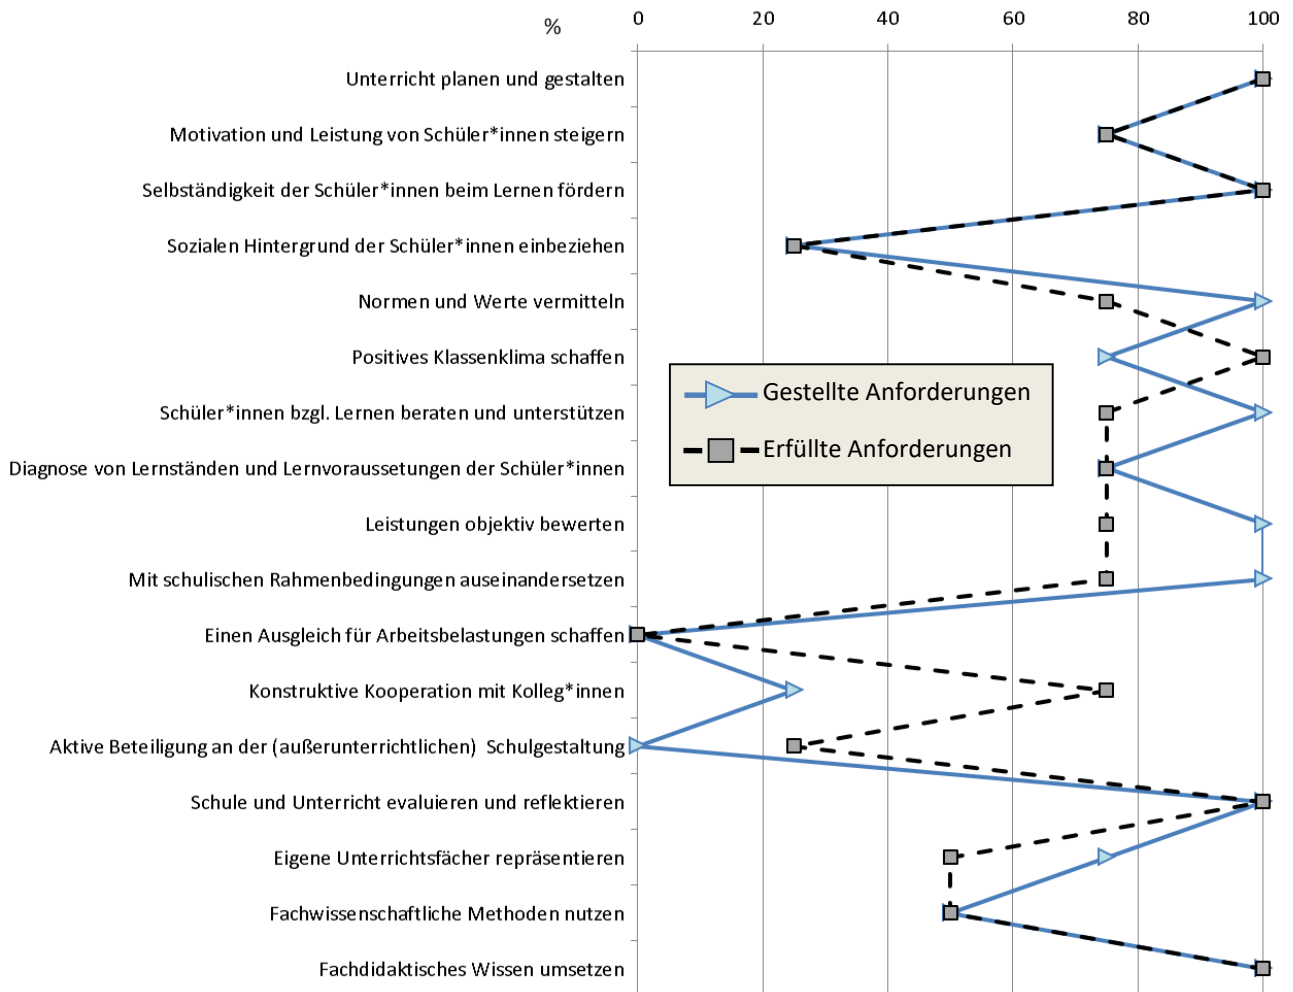 % 0 20 40 60 80 100
Unterricht planen und gestalten
Motivation und Leistung von Schüler*innen steigern
Selbständigkeit der Schüler*innen beim Lernen fördern
Sozialen Hintergrund der Schüler*innen einbeziehen
Normen und Werte vermitteln
Positives Klassenklima schaffen
Gestellte Anforderungen
Schüler*innen bzgl. Lernen beraten und unterstützen
Erfüllte Anforderungen
Diagnose von Lernständen und Lernvoraussetungen der Schüler*innen
Leistungen objektiv bewerten
Mit schulischen Rahmenbedingungen auseinandersetzen
Einen Ausgleich für Arbeitsbelastungen schaffen
Konstruktive Kooperation mit Kolleg*innen
Aktive Beteiligung an der (außerunterrichtlichen) Schulgestaltung
Schule und Unterricht evaluieren und reflektieren
Eigene Unterrichtsfächer repräsentieren
Fachwissenschaftliche Methoden nutzen
Fachdidaktisches Wissen umsetzen